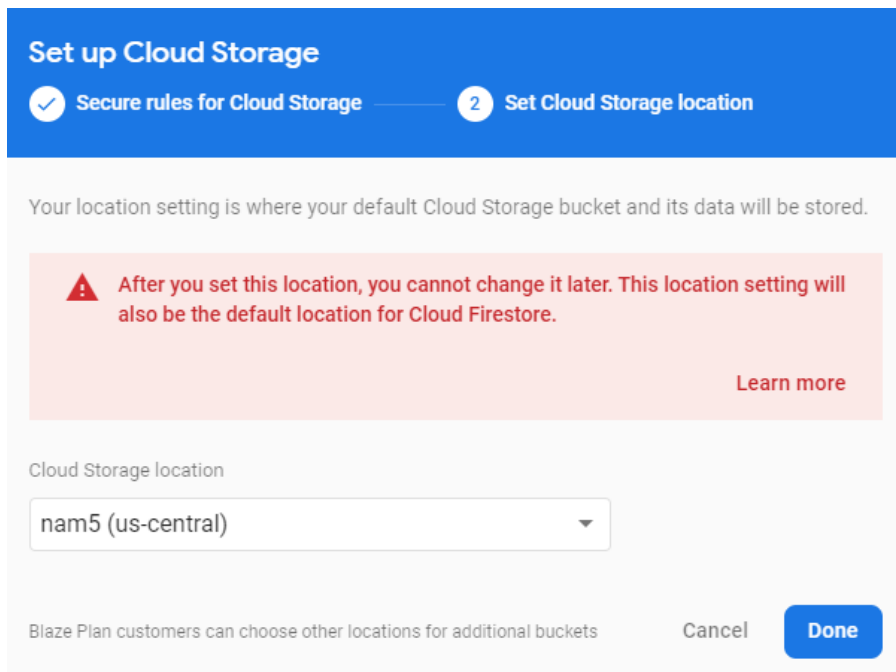 Set up Cloud Storage
Secure rules for Cloud Storage
2 Set Cloud Storage location
Your location setting is where your default Cloud Storage bucket and its data will be stored.
After you set this location, you cannot change it later. This location setting will
also be the default location for Cloud Firestore.
Learn more
Cloud Storage location
nam5 (us-central)
Blaze Plan customers can choose other locations for additional buckets
Cancel
Done